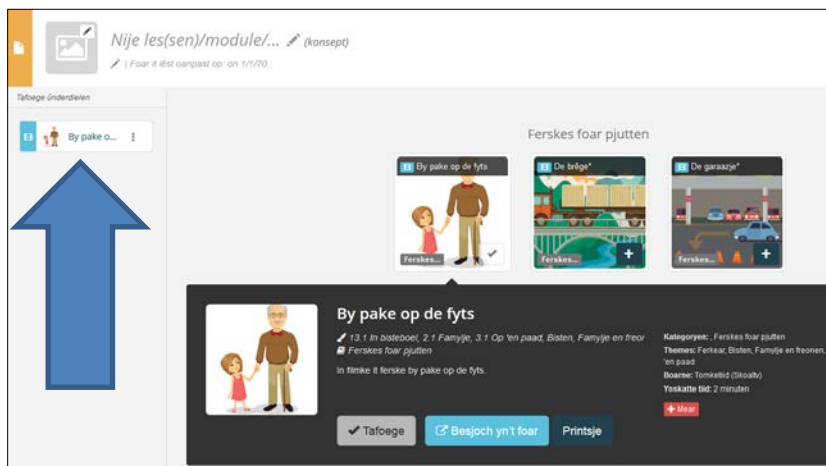 Nije les(sen)/module/... (konsept)
| Foar it lêst oanpast op: on 1/1/70
Tafoege ûnderdielen
By pake o...
Ferskes foar pjutten
By pake op de fyts
De brêge*
De garaazje*
Ferskes...
Ferskes...
Ferskes...
By pake op de fyts
13.1 In bisteboel, 2.1 Famylje, 3.1 Op 'en paad, Bisten, Famylje en freor
Ferskes foar pjutten
In filmke it ferske by pake op de fyts.
Kategoryen: , Ferskes foar pjutten
Themes: Ferkear, Bisten, Famylje en freonen,
'en paad
Boarne: Tomketiid (Skoaltv)
Ynskatte tiid: 2 minuten
+ Mear
Tafoege
Besjoch yn't foar
Printsje